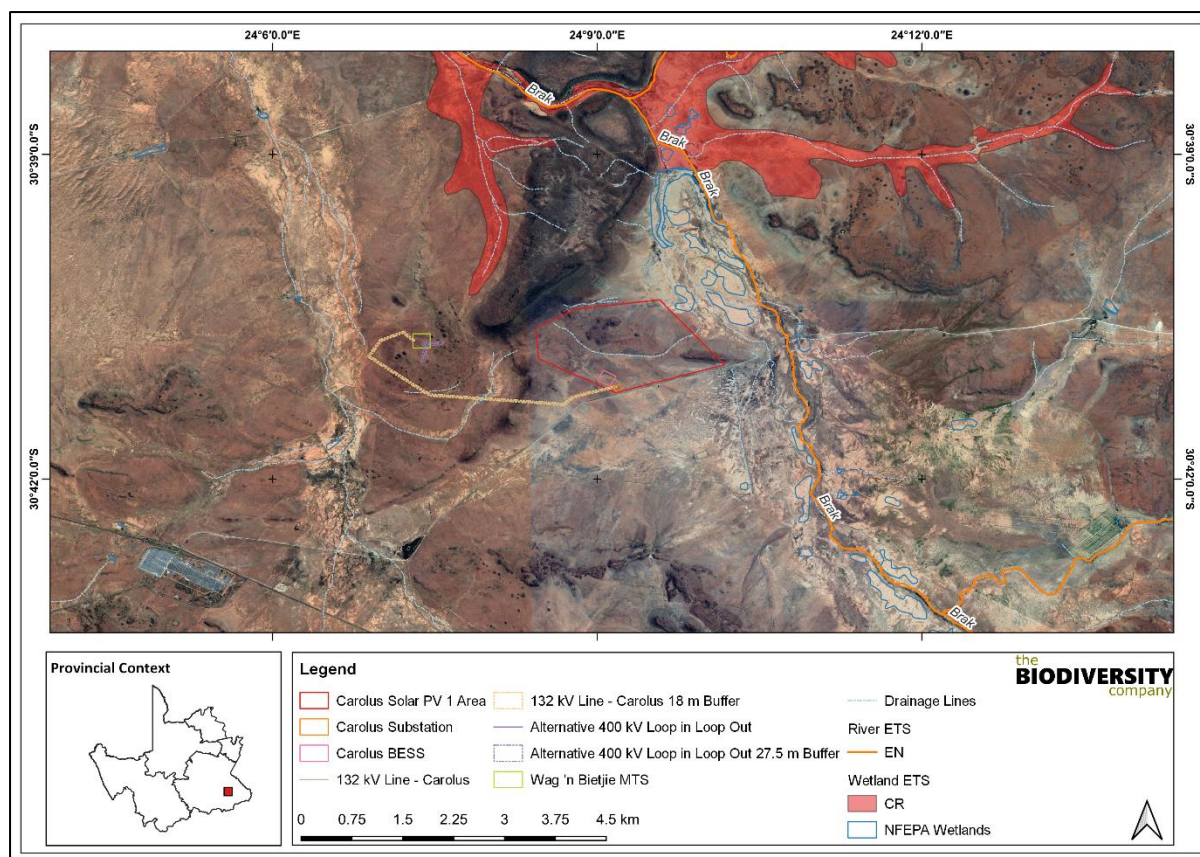 24°6'0.0"E
24°9'0.0"E
24°12'0.0"E
30°39'0.0"S
30°39'0.0"S
30°42'0.0"S
30°42'0.0"S
Brak
Brak
Brak
Brak
Brak
Provincial Context
Legend
Carolus Solar PV 1 Area
Carolus Substation
Carolus BESS
132 kV Line - Carolus
132 kV Line - Carolus 18 m Buffer
Alternative 400 kV Loop in Loop Out
Alternative 400 kV Loop in Loop Out 27.5 m Buffer
Wag 'n Bietjie MTS
Drainage Lines
River ETS
EN
Wetland ETS
CR
NFEPA Wetlands
0 0.75 1.5 2.25 3 3.75 4.5 km
the
BIODIVERSITY
company